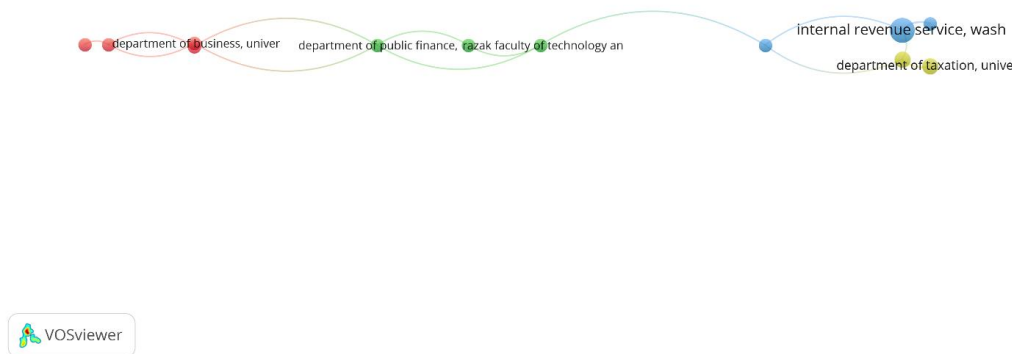 internal revenue service, wash
department of business, univer
department of public finance, razak faculty of technology an
department of taxation, unive
VOSviewer